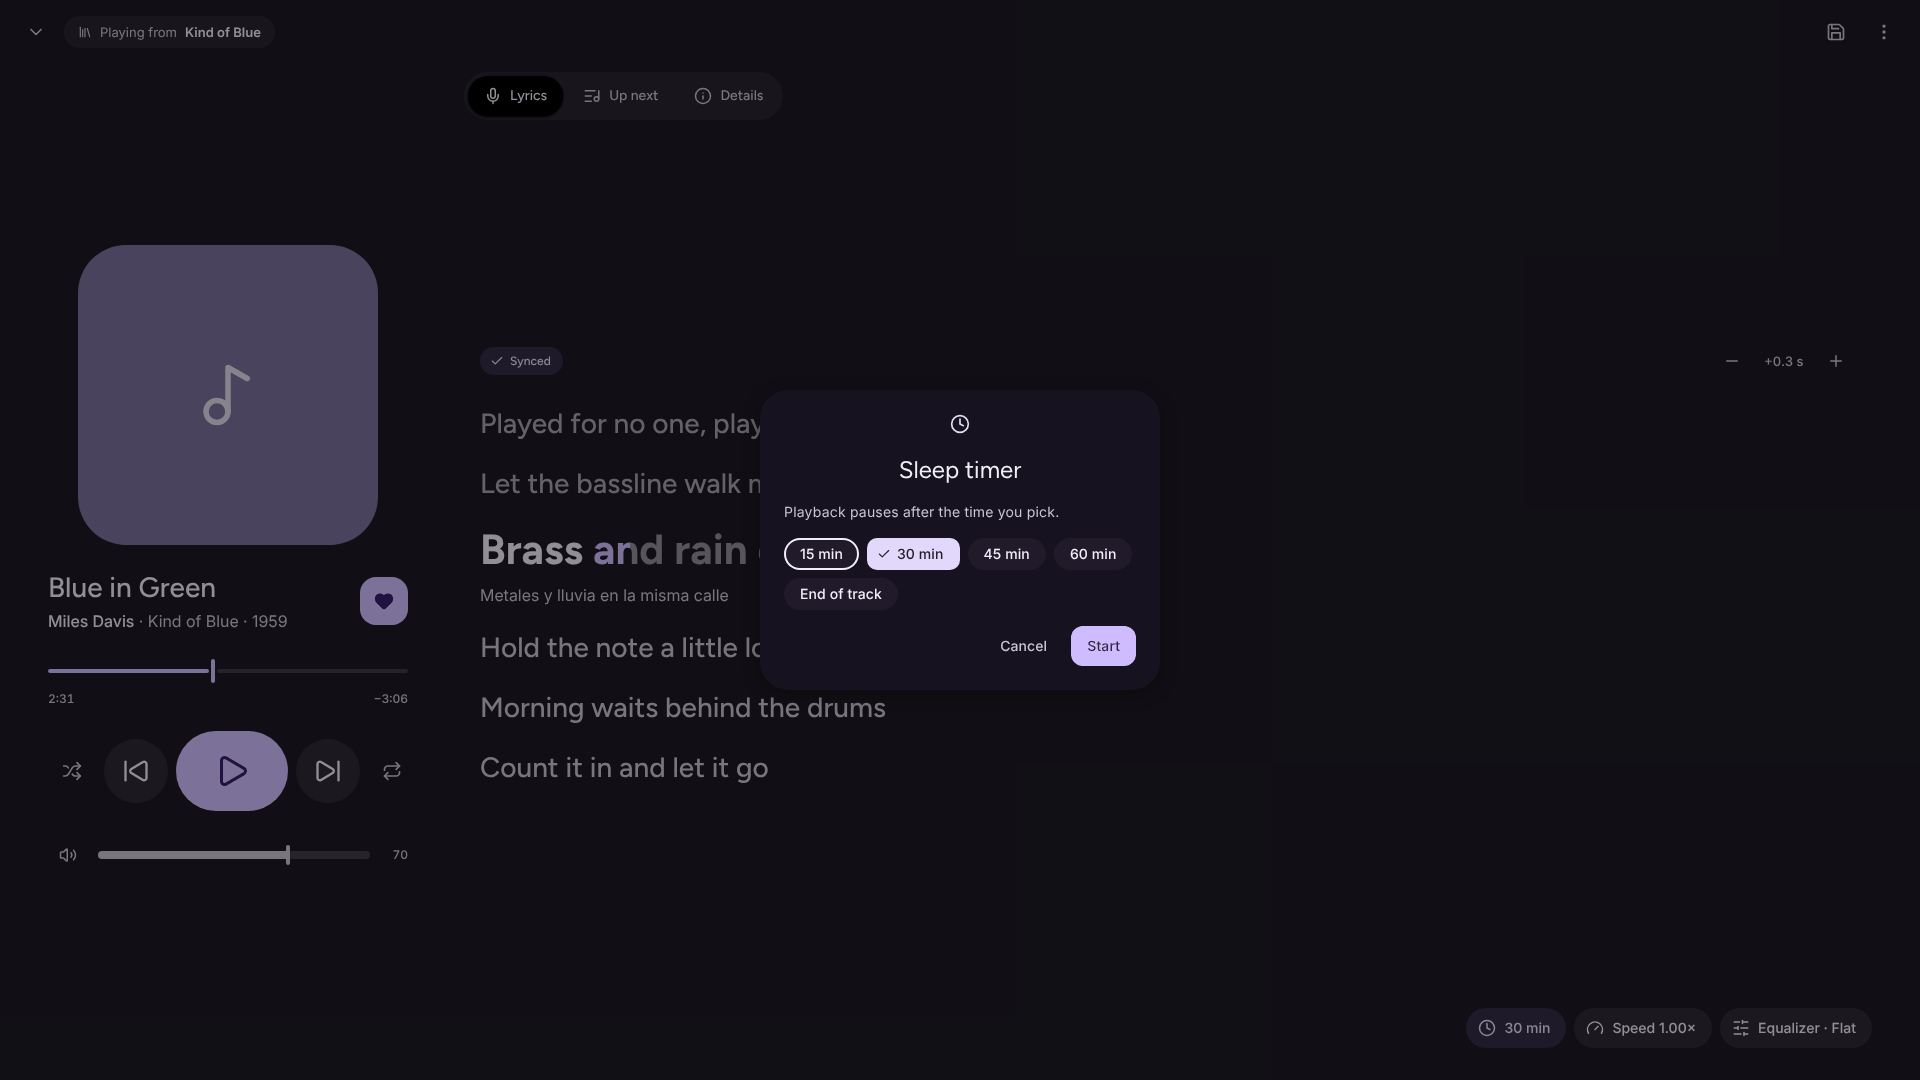 Playing from Kind of Blue
Lyrics
Up next
Details
Blue in Green
Miles Davis · Kind of Blue · 1959
2:31
−3:06
70
Synced
+0.3 s
Played for no one, play
Let the bassline walk
Brass and rain
Metales y lluvia en la misma calle
Hold the note a little
Morning waits behind the drums
Count it in and let it go
Sleep timer
Playback pauses after the time you pick.
15 min
30 min
45 min
60 min
End of track
Cancel
Start
30 min
Speed 1.00×
Equalizer · Flat